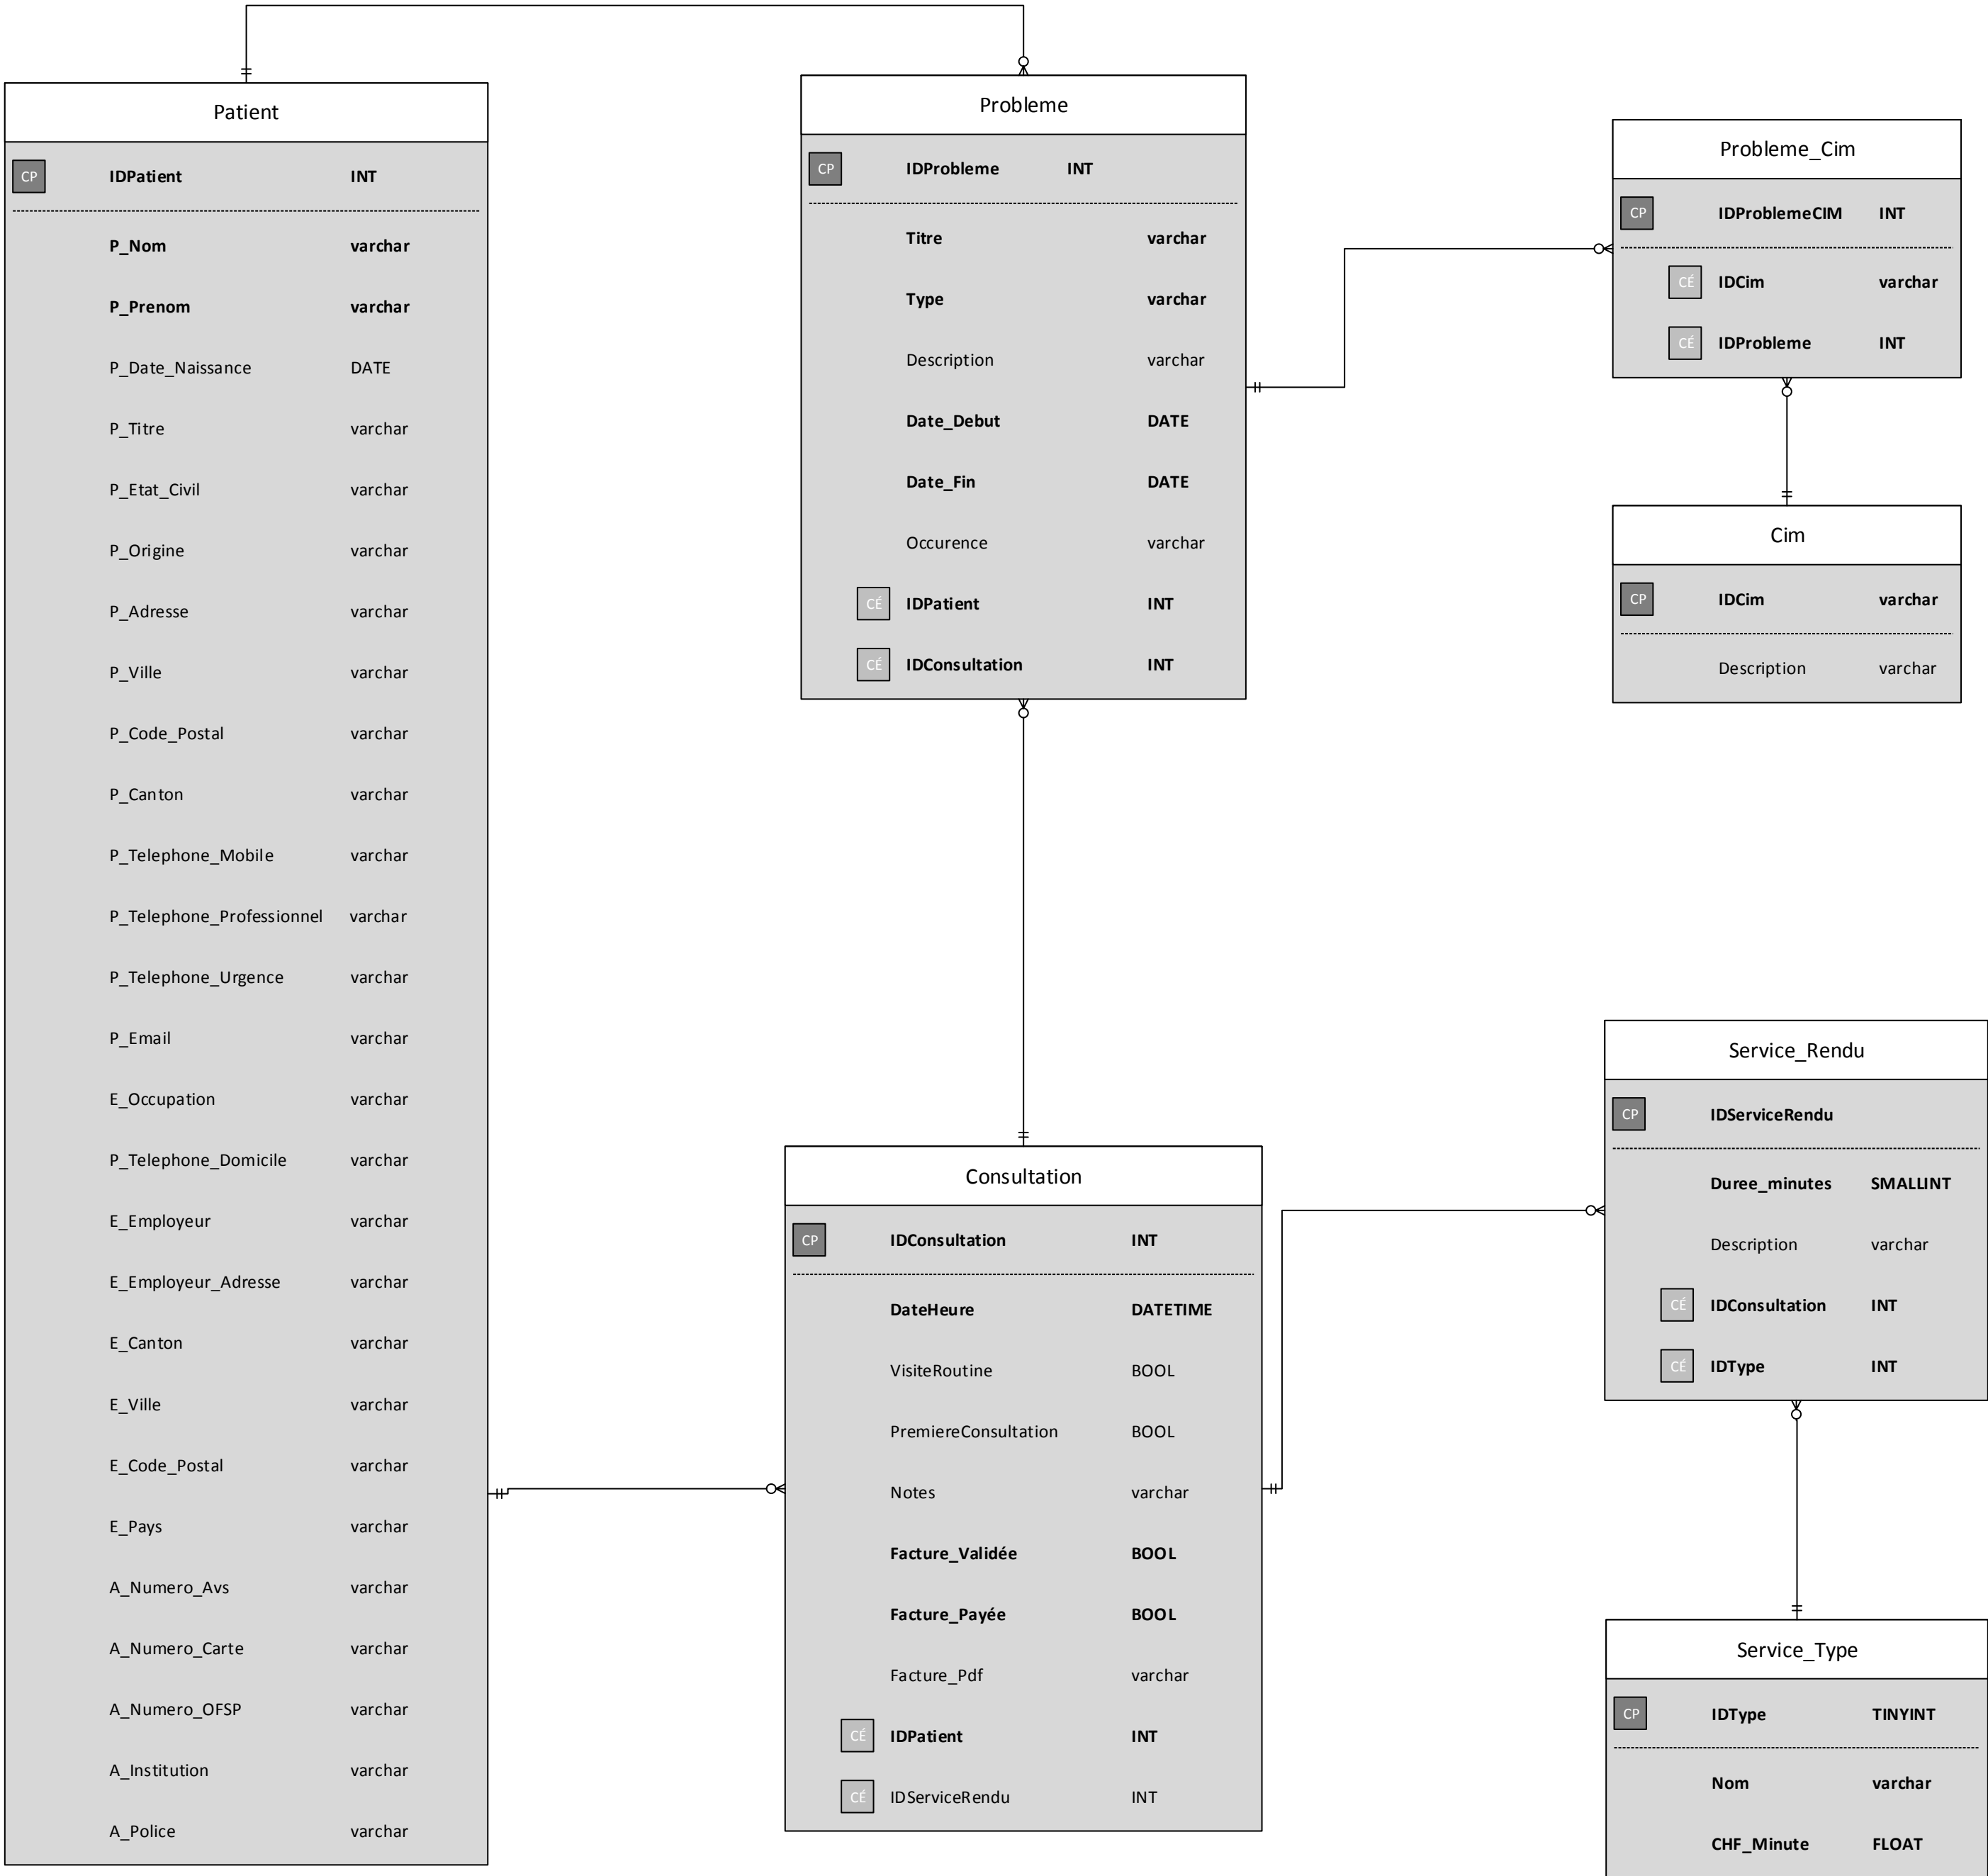 Patient
CP IDPatient INT
P_Nom varchar
P_Prenom varchar
P_Date_Naissance DATE
P_Titre varchar
P_Etat_Civil varchar
P_Origine varchar
P_Adresse varchar
P_Ville varchar
P_Code_Postal varchar
P_Canton varchar
P_Telephone_Mobile varchar
P_Telephone_Professionnel varchar
P_Telephone_Urgence varchar
P_Email varchar
E_Occupation varchar
P_Telephone_Domicile varchar
E_Employeur varchar
E_Employeur_Adresse varchar
E_Canton varchar
E_Ville varchar
E_Code_Postal varchar
E_Pays varchar
A_Numero_Avs varchar
A_Numero_Carte varchar
A_Numero_OFSP varchar
A_Institution varchar
A_Police varchar
Probleme
CP IDProbleme INT
Titre varchar
Type varchar
Description varchar
Date_Debut DATE
Date_Fin DATE
Occurence varchar
CÉ IDPatient INT
CÉ IDConsultation INT
Consultation
CP IDConsultation INT
DateHeure DATETIME
VisiteRoutine BOOL
PremiereConsultation BOOL
Notes varchar
Facture_Validée BOOL
Facture_Payée BOOL
Facture_Pdf varchar
CÉ IDPatient INT
CÉ IDServiceRendu INT
Probleme_Cim
CP IDProblemeCIM INT
CÉ IDCim varchar
CÉ IDProbleme INT
Cim
CP IDCim varchar
Description varchar
Service_Rendu
CP IDServiceRendu
Duree_minutes SMALLINT
Description varchar
CÉ IDConsultation INT
CÉ IDType INT
Service_Type
CP IDType TINYINT
Nom varchar
CHF_Minute FLOAT